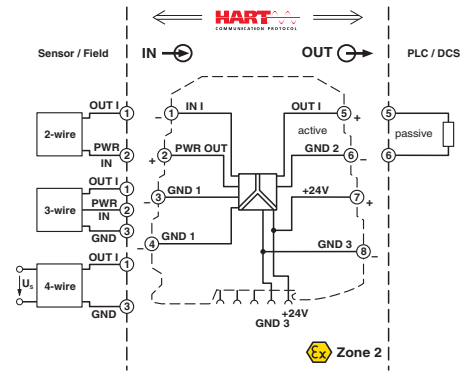 HART
COMMUNICATION PROTOCOL
Sensor / Field
IN
OUT
PLC / DCS
OUT I
1
2-wire
PWR
IN
2
OUT I
1
3-wire
PWR
IN
2
GND
3
OUT I
1
Us
4-wire
GND
3
– 1 IN I
+ 2 PWR OUT
– 3 GND 1
– 4 GND 1
OUT I 5 +
active
GND 2 6 –
+24V 7 +
GND 3 8 –
+24V
GND 3
5
passive
6
Ex Zone 2